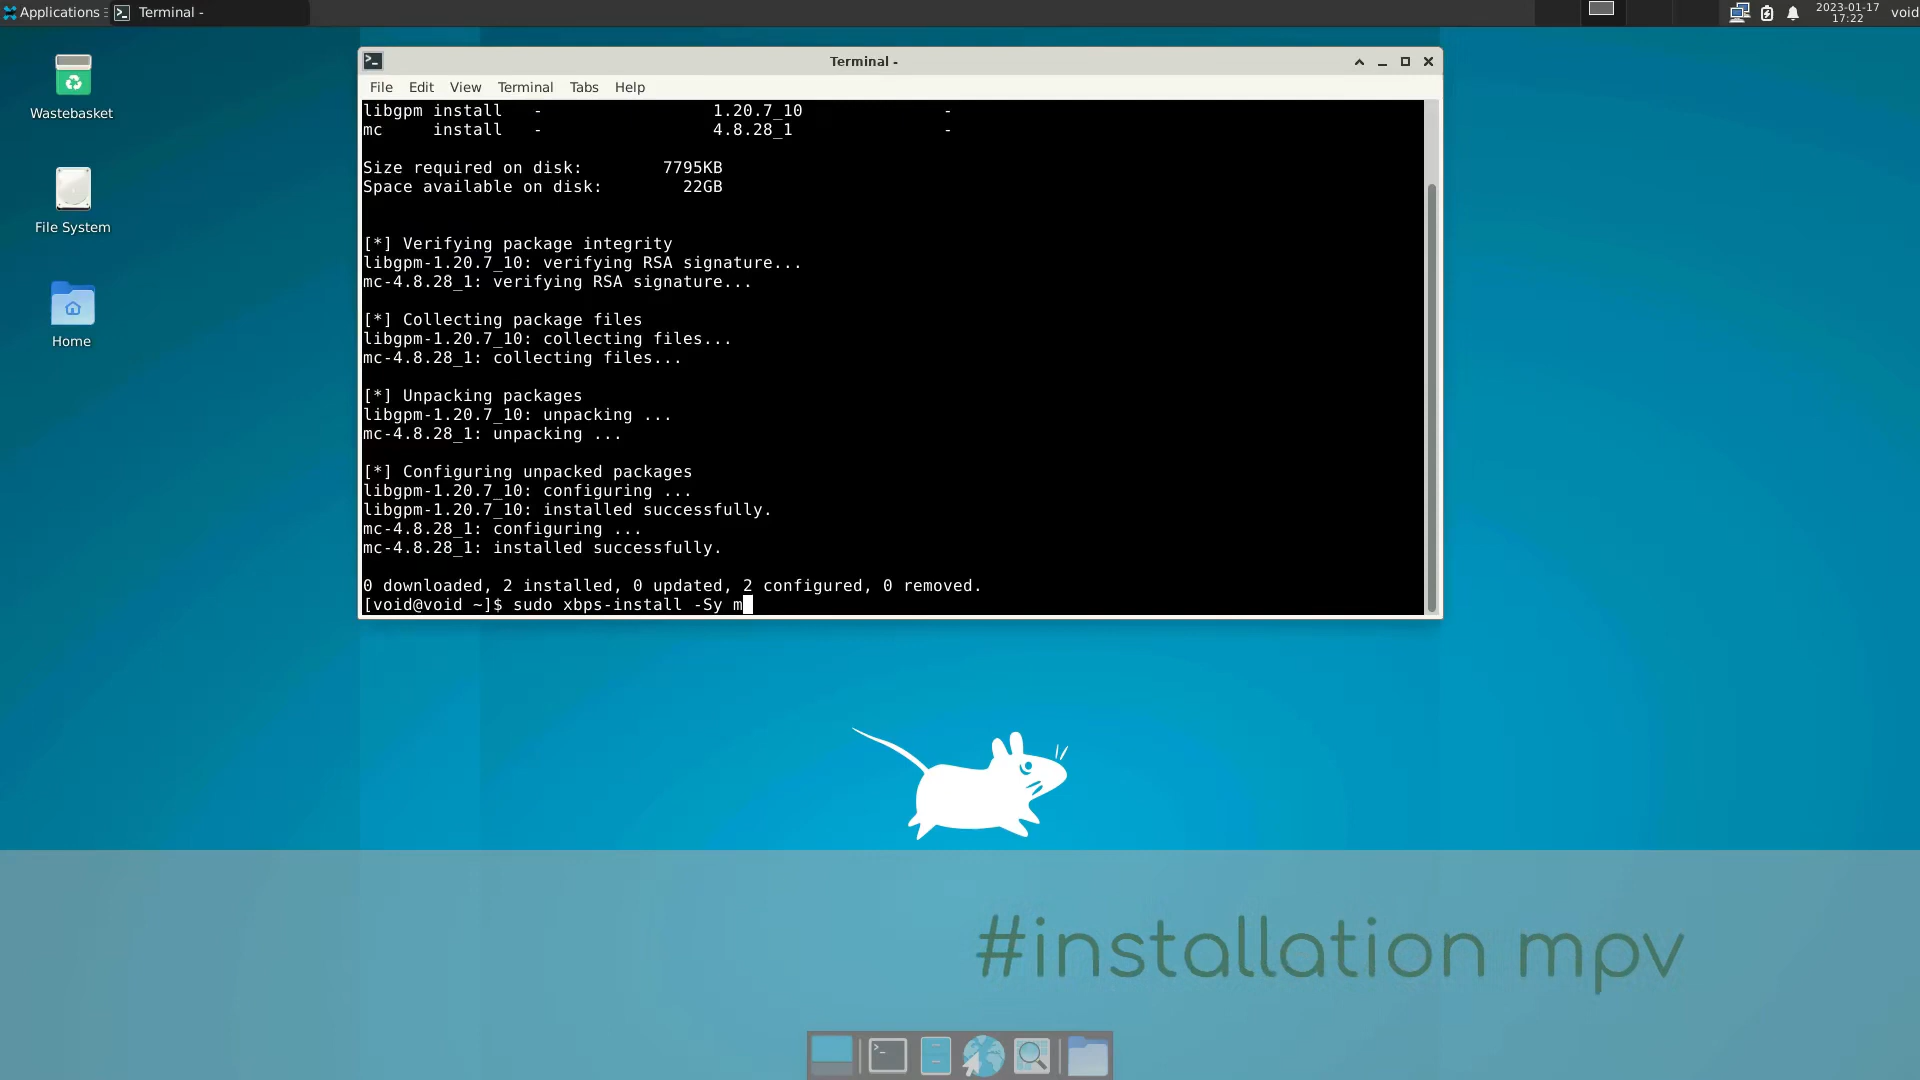 Applications
Terminal -
2023-01-17
17:22
void
Wastebasket
File System
Home
Terminal -
File Edit View Terminal Tabs Help
libgpm install   -                 1.20.7_10              -
mc     install   -                 4.8.28_1               -
Size required on disk:        7795KB
Space available on disk:        22GB
[*] Verifying package integrity
libgpm-1.20.7_10: verifying RSA signature...
mc-4.8.28_1: verifying RSA signature...
[*] Collecting package files
libgpm-1.20.7_10: collecting files...
mc-4.8.28_1: collecting files...
[*] Unpacking packages
libgpm-1.20.7_10: unpacking ...
mc-4.8.28_1: unpacking ...
[*] Configuring unpacked packages
libgpm-1.20.7_10: configuring ...
libgpm-1.20.7_10: installed successfully.
mc-4.8.28_1: configuring ...
mc-4.8.28_1: installed successfully.
0 downloaded, 2 installed, 0 updated, 2 configured, 0 removed.
[void@void ~]$ sudo xbps-install -Sy m
#installation mpv